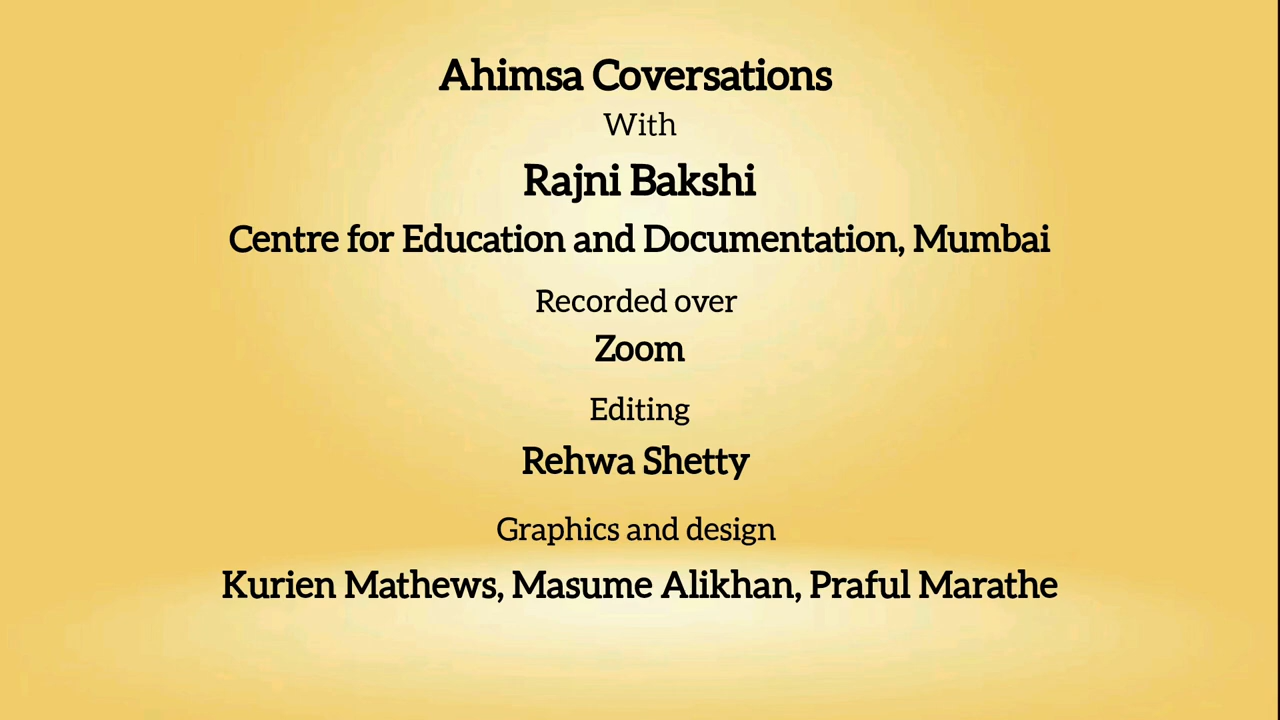 Ahimsa Coversations
With
Rajni Bakshi
Centre for Education and Documentation, Mumbai
Recorded over
Zoom
Editing
Rehwa Shetty
Graphics and design
Kurien Mathews, Masume Alikhan, Praful Marathe